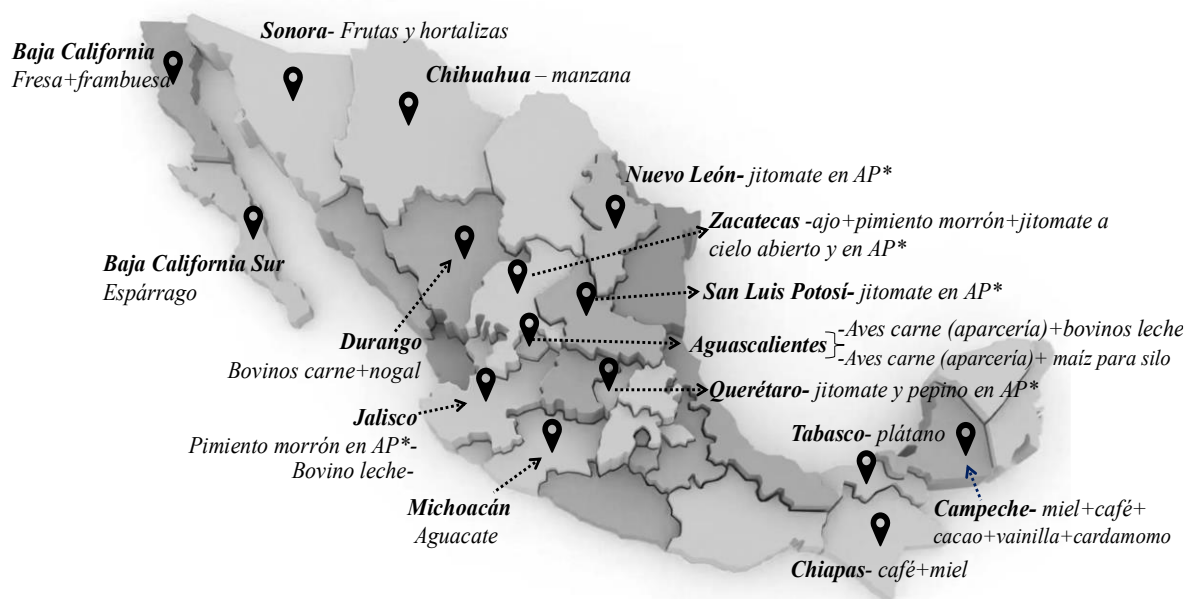 Sonora- Frutas y hortalizas
Baja California
Fresa+frambuesa
Chihuahua – manzana
Nuevo León- jitomate en AP*
Zacatecas -ajo+pimiento morrón+jitomate a
cielo abierto y en AP*
Baja California Sur
Espárrago
San Luis Potosí- jitomate en AP*
Durango
Bovinos carne+nogal
Aguascalientes
-Aves carne (aparcería)+bovinos leche
-Aves carne (aparcería)+ maíz para silo
Querétaro- jitomate y pepino en AP*
Jalisco
Pimiento morrón en AP*-
Bovino leche-
Tabasco- plátano
Michoacán
Aguacate
Campeche- miel+café+
cacao+vainilla+cardamomo
Chiapas- café+miel